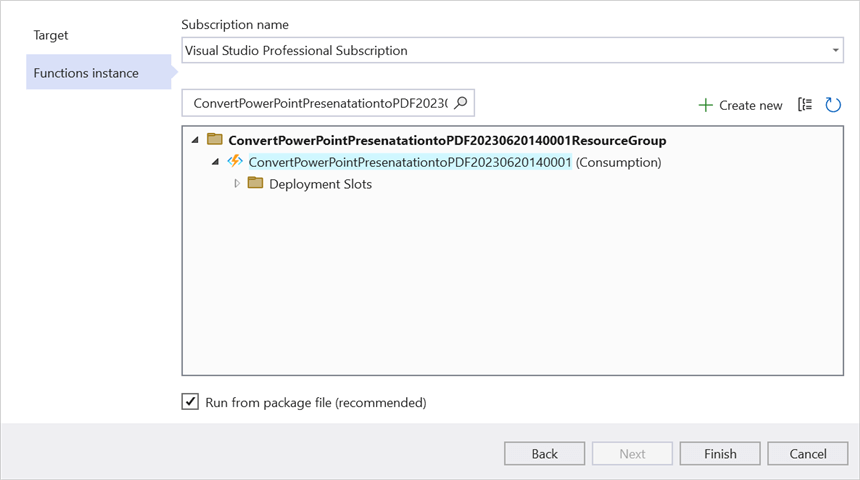 Target
Functions instance
Subscription name
Visual Studio Professional Subscription
ConvertPowerPointPresenatationtoPDF2023(
Create new
ConvertPowerPointPresenatationtoPDF20230620140001ResourceGroup
ConvertPowerPointPresenatationtoPDF20230620140001 (Consumption)
Deployment Slots
Run from package file (recommended)
Back
Next
Finish
Cancel